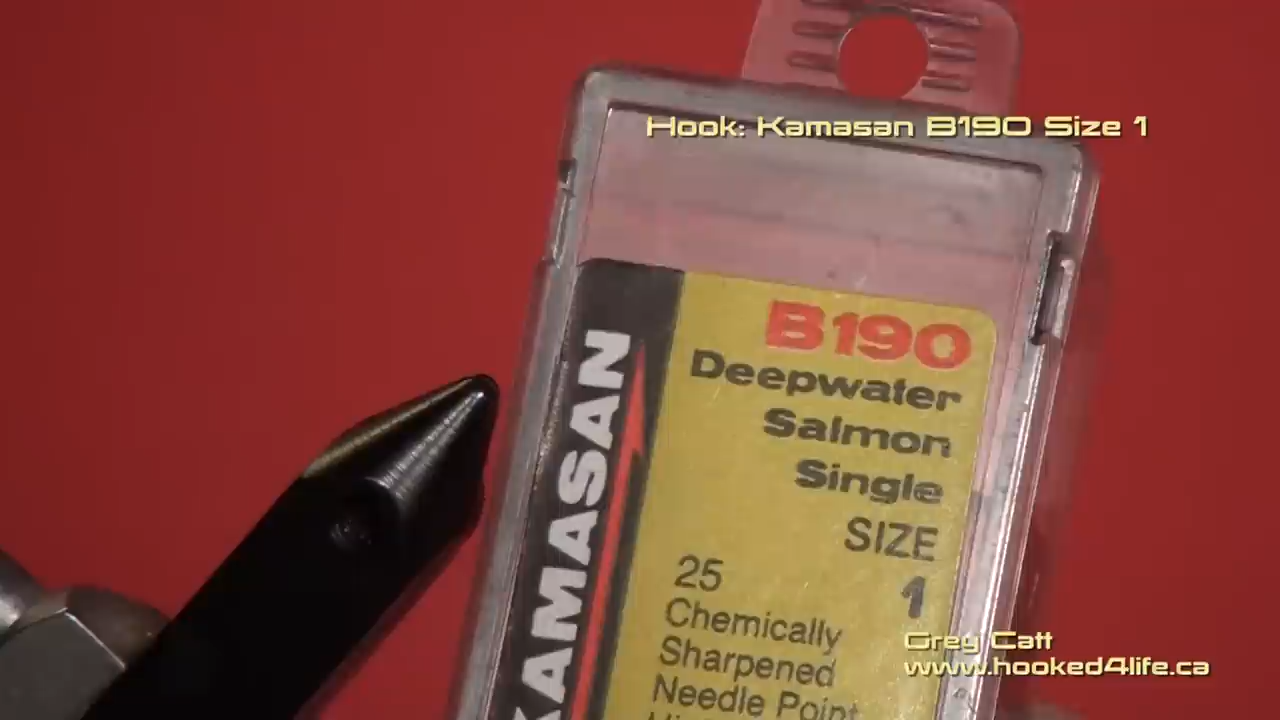 Hook: Kamasan B190 Size 1
KAMASAN
B190
Deepwater
Salmon
Single
SIZE
1
25
Chemically
Sharpened
Needle Point
Grey Catt
www.hooked4life.ca